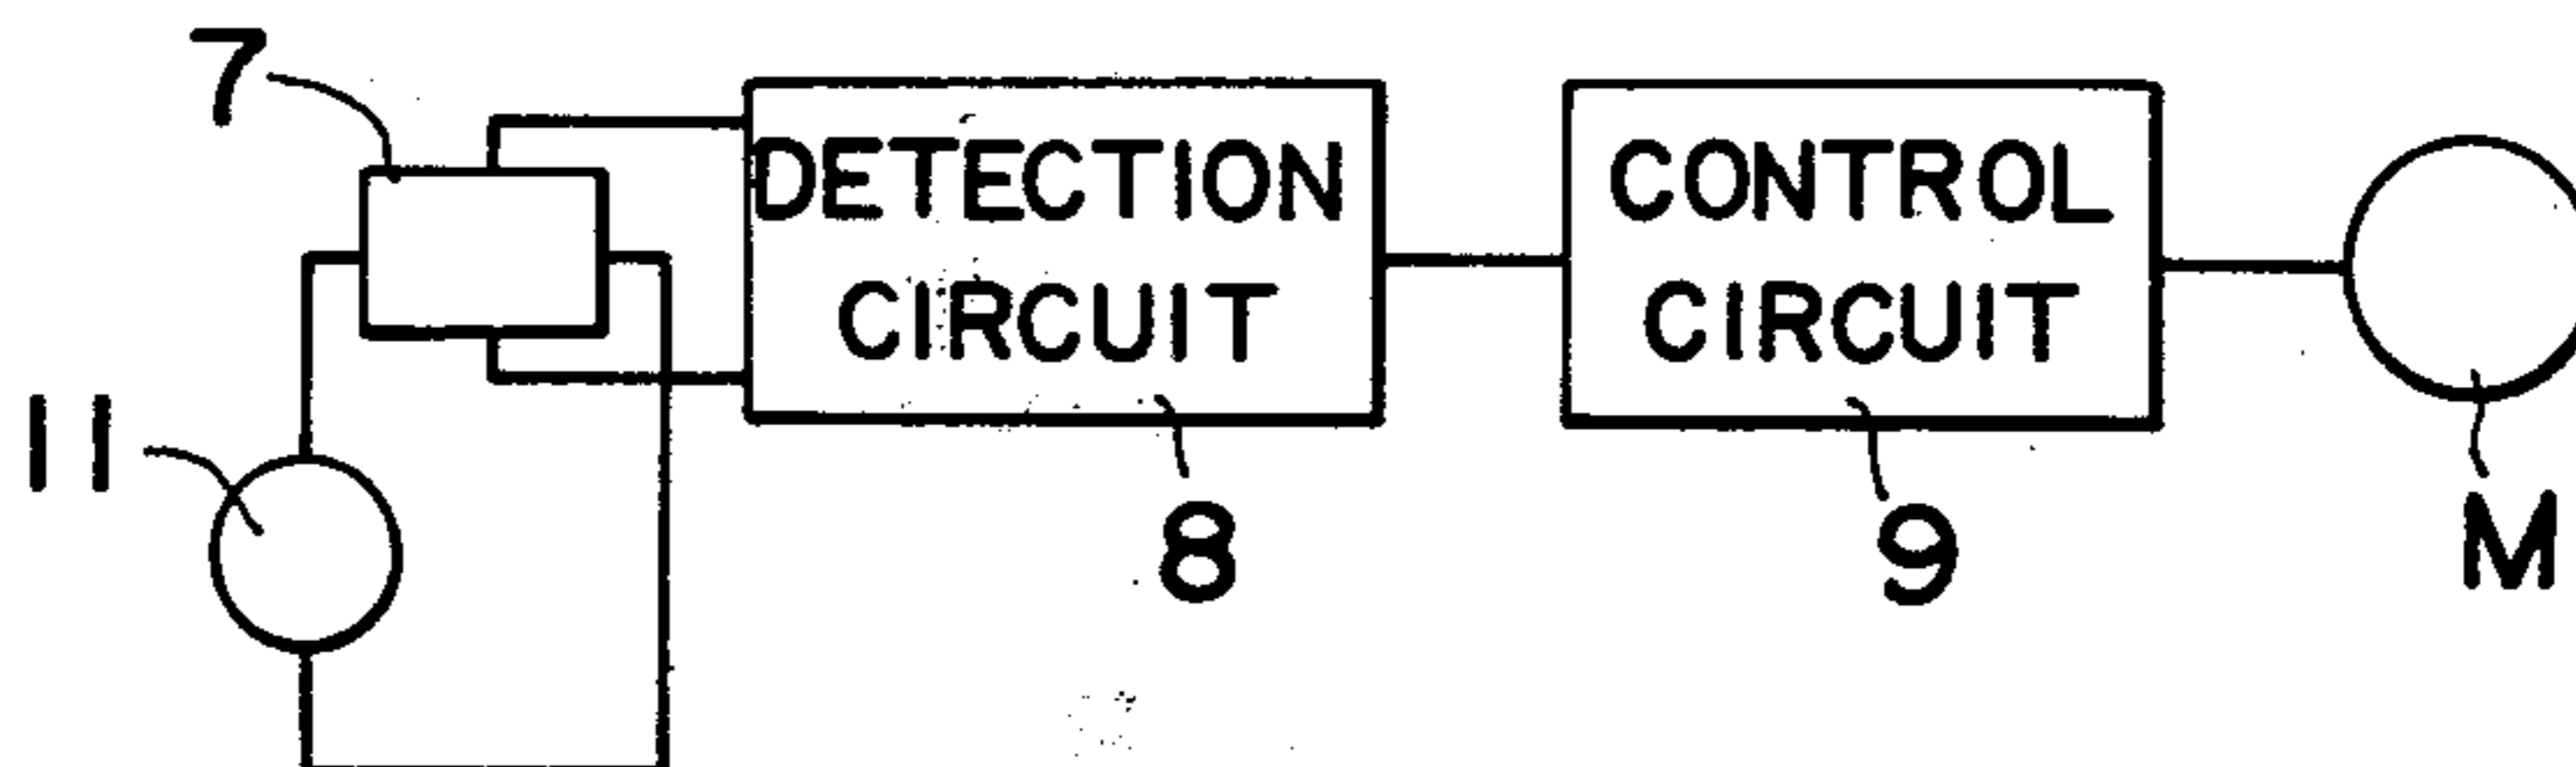 7
DETECTION
CIRCUIT
CONTROL
CIRCUIT
11
8
9
M